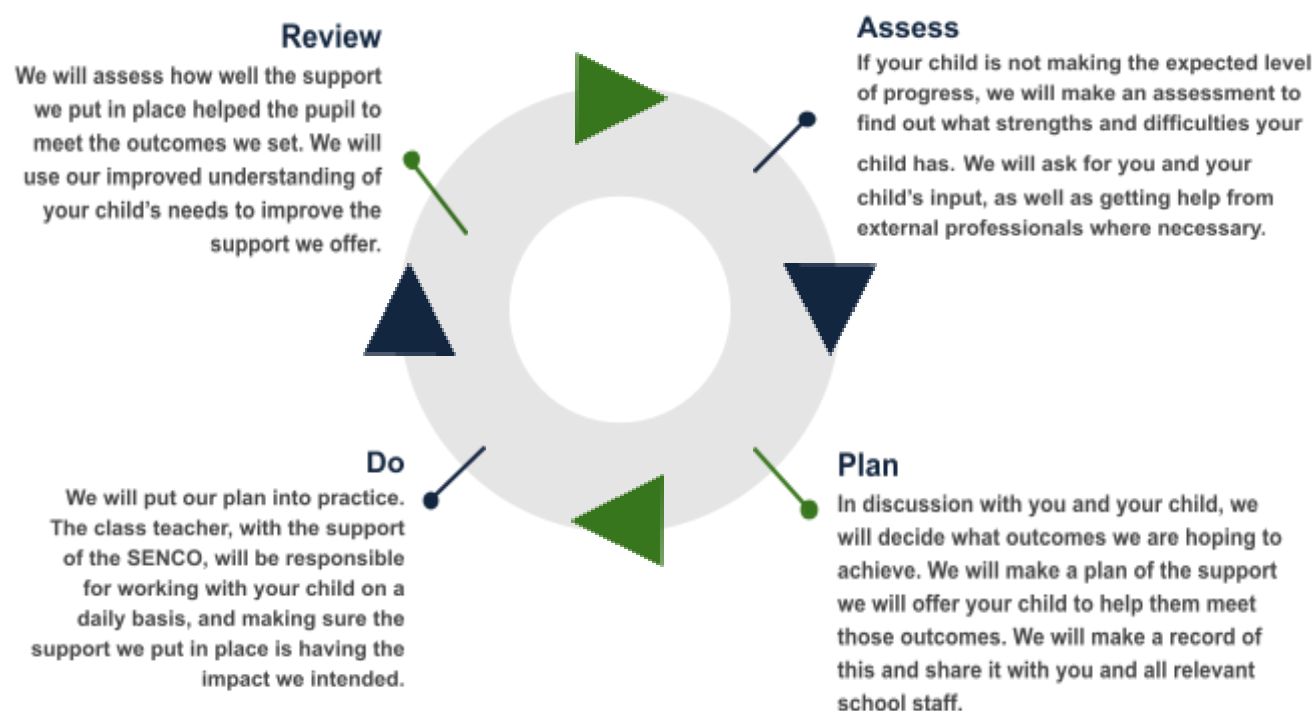 Review
We will assess how well the support
we put in place helped the pupil to
meet the outcomes we set. We will
use our improved understanding of
your child's needs to improve the
support we offer.
Assess
If your child is not making the expected level
of progress, we will make an assessment to
find out what strengths and difficulties your
child has. We will ask for you and your
child's input, as well as getting help from
external professionals where necessary.
Do
We will put our plan into practice.
The class teacher, with the support
of the SENCO, will be responsible
for working with your child on a
daily basis, and making sure the
support we put in place is having the
impact we intended.
Plan
In discussion with you and your child, we
will decide what outcomes we are hoping to
achieve. We will make a plan of the support
we will offer your child to help them meet
those outcomes. We will make a record of
this and share it with you and all relevant
school staff.